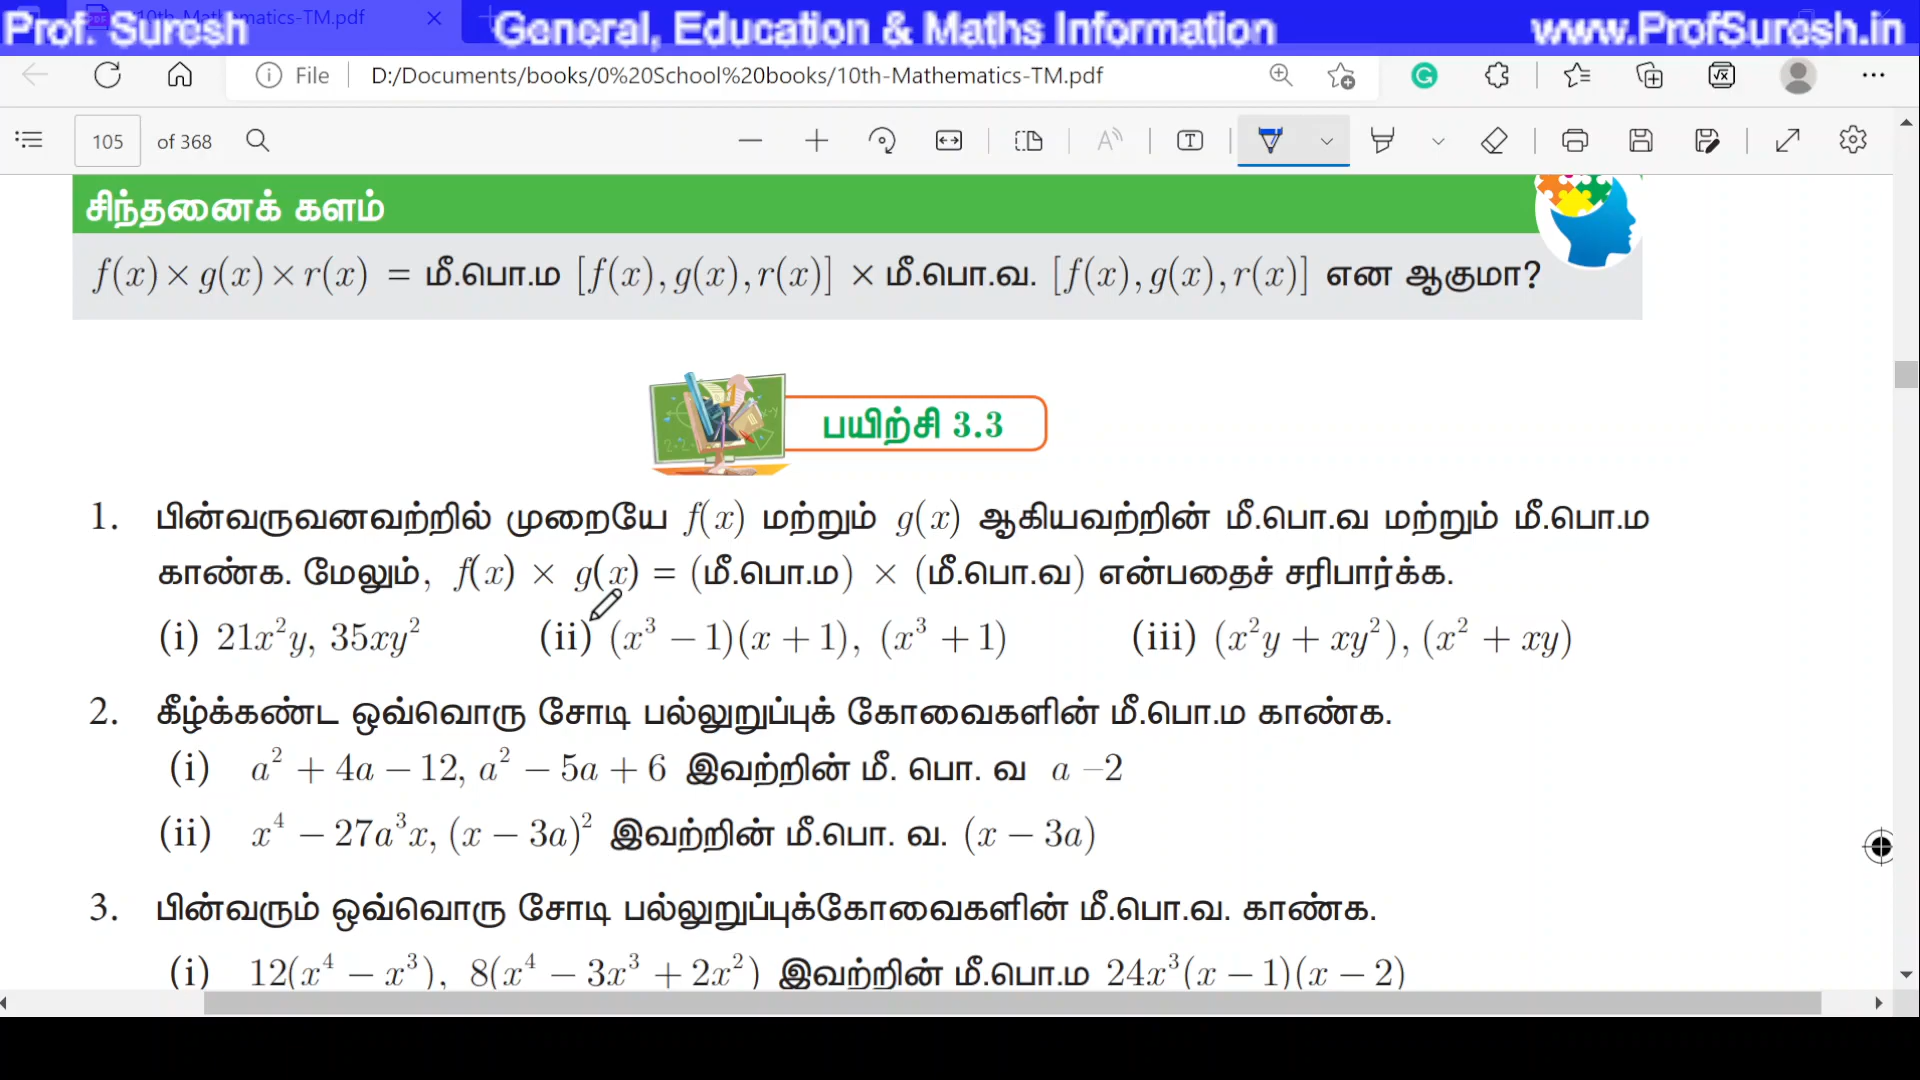 10th-Mathematics-TM.pdf
Prof. Suresh General, Education & Maths Information www.ProfSuresh.in
File D:/Documents/books/0%20School%20books/10th-Mathematics-TM.pdf
105 of 368
சிந்தனைக் களம்
f(x) × g(x) × r(x) = மீ.பொ.ம [f(x), g(x), r(x)] × மீ.பொ.வ. [f(x), g(x), r(x)] என ஆகுமா?
பயிற்சி 3.3
1. பின்வருவனவற்றில் முறையே f(x) மற்றும் g(x) ஆகியவற்றின் மீ.பொ.வ மற்றும் மீ.பொ.ம
காண்க. மேலும், f(x) × g(x) = (மீ.பொ.ம) × (மீ.பொ.வ) என்பதைச் சரிபார்க்க.
(i) 21x²y, 35xy² (ii) (x³ − 1)(x + 1), (x³ + 1) (iii) (x²y + xy²), (x² + xy)
2. கீழ்க்கண்ட ஒவ்வொரு சோடி பல்லுறுப்புக் கோவைகளின் மீ.பொ.ம காண்க.
(i) a² + 4a − 12, a² − 5a + 6 இவற்றின் மீ. பொ. வ a −2
(ii) x⁴ − 27a³x, (x − 3a)² இவற்றின் மீ.பொ. வ. (x − 3a)
3. பின்வரும் ஒவ்வொரு சோடி பல்லுறுப்புக்கோவைகளின் மீ.பொ.வ. காண்க.
(i) 12(x⁴ − x³), 8(x⁴ − 3x³ + 2x²) இவற்றின் மீ.பொ.ம 24x³(x − 1)(x − 2)